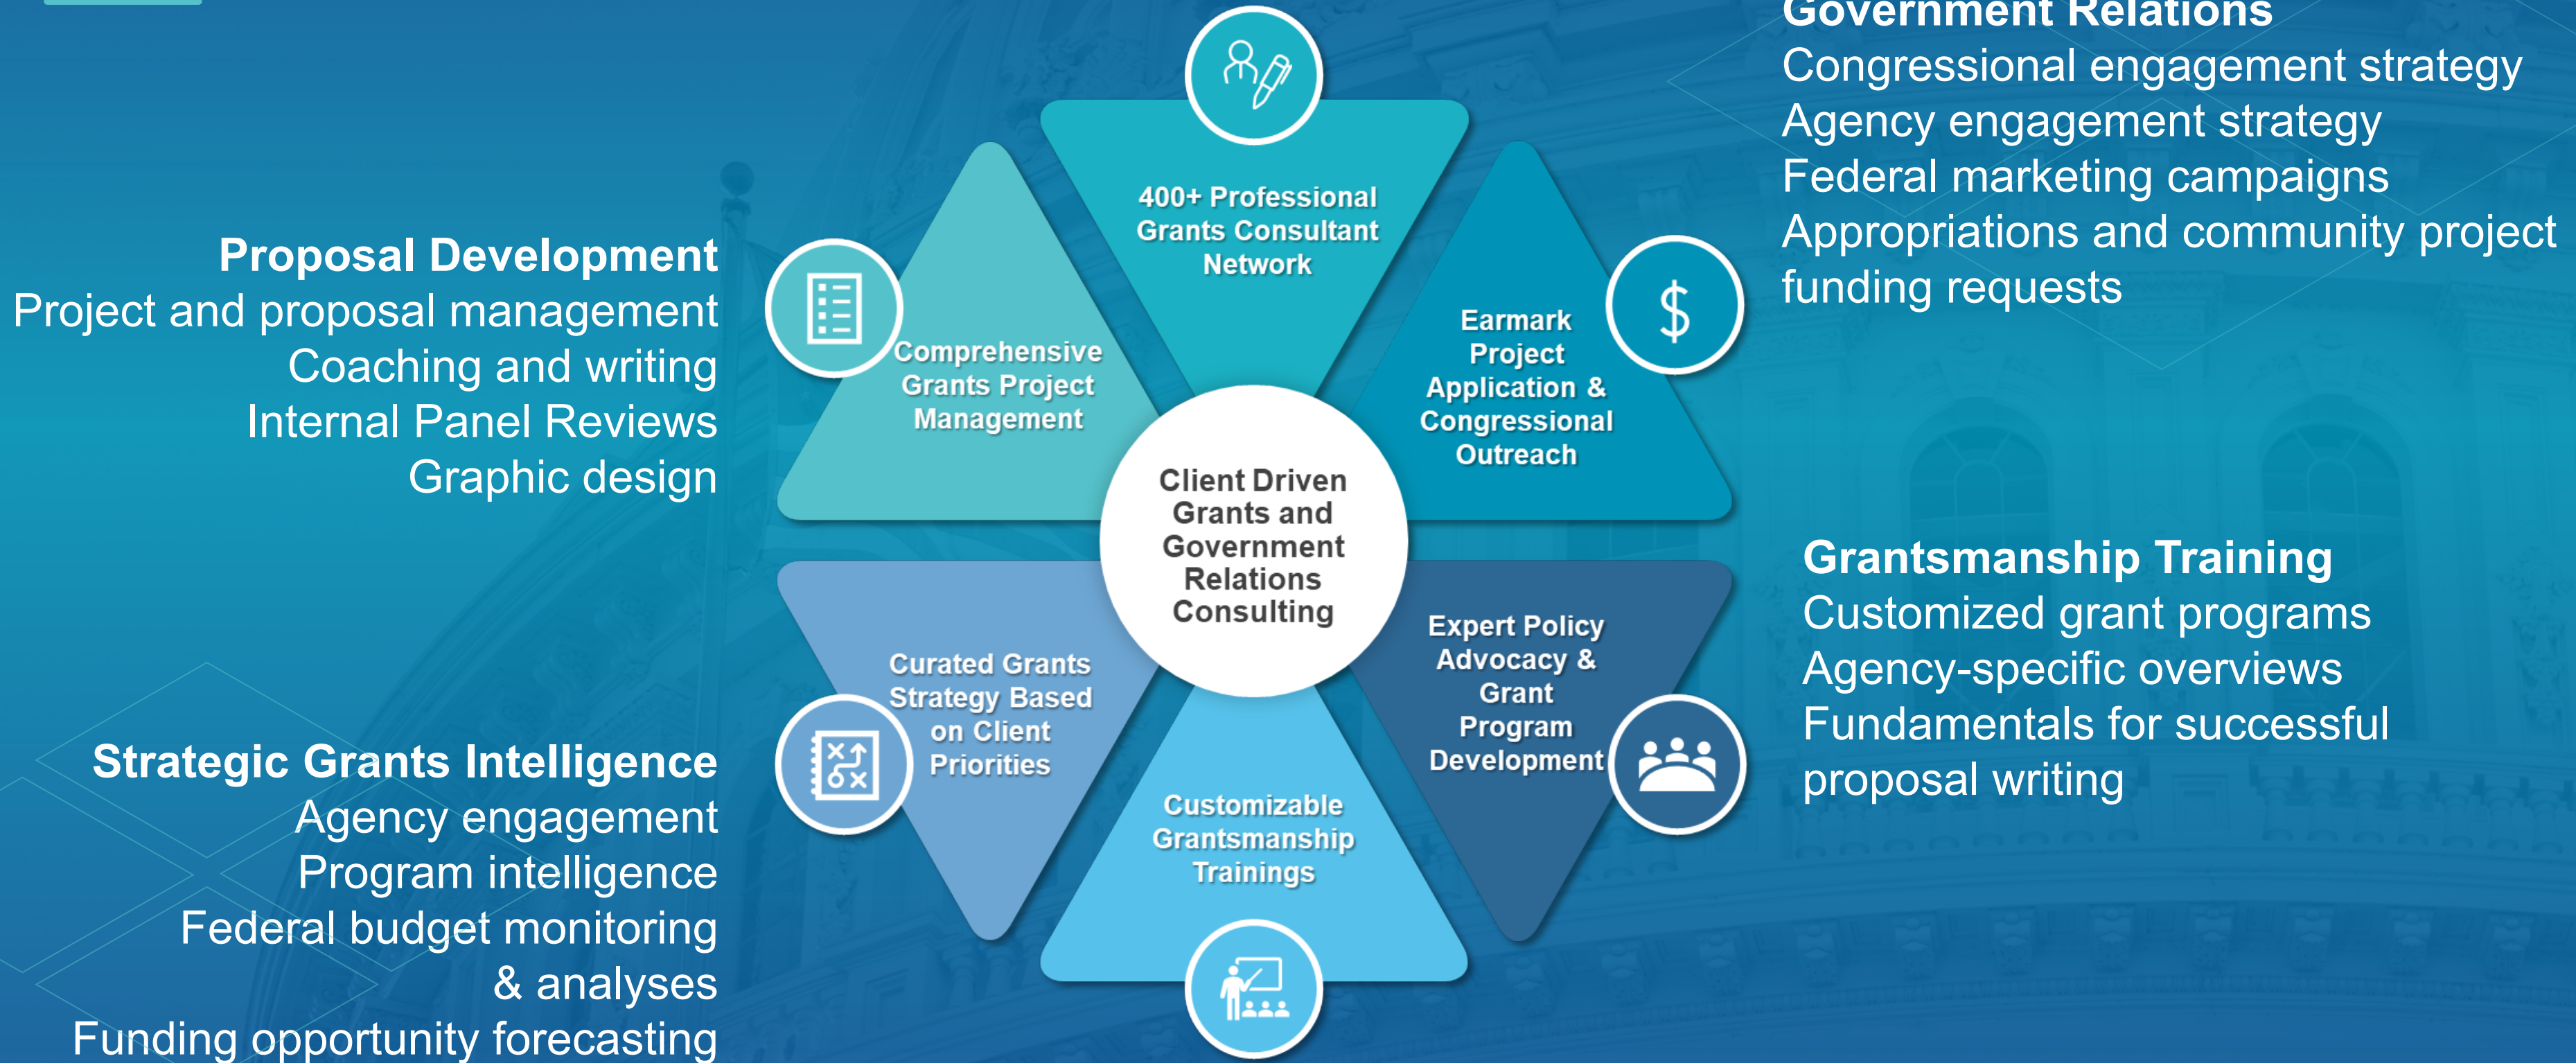 Proposal Development
Project and proposal management
Coaching and writing
Internal Panel Reviews
Graphic design
Strategic Grants Intelligence
Agency engagement
Program intelligence
Federal budget monitoring
& analyses
Funding opportunity forecasting
400+ Professional
Grants Consultant
Network
Comprehensive
Grants Project
Management
Earmark
Project
Application &
Congressional
Outreach
Client Driven
Grants and
Government
Relations
Consulting
Curated Grants
Strategy Based
on Client
Priorities
Expert Policy
Advocacy &
Grant
Program
Development
Customizable
Grantsmanship
Trainings
Government Relations
Congressional engagement strategy
Agency engagement strategy
Federal marketing campaigns
Appropriations and community project
funding requests
Grantsmanship Training
Customized grant programs
Agency-specific overviews
Fundamentals for successful
proposal writing